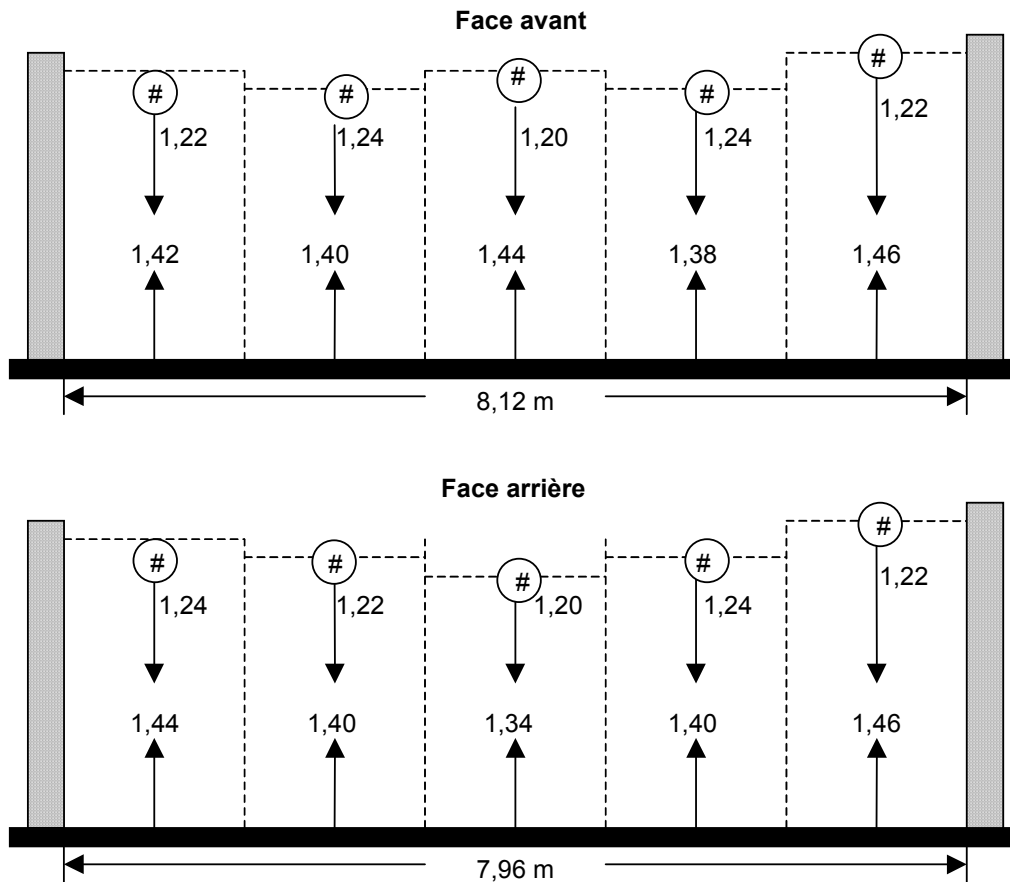 Face avant
# # # # #
1,22 1,24 1,20 1,24 1,22
1,42 1,40 1,44 1,38 1,46
8,12 m
Face arrière
# # # # #
1,24 1,22 1,20 1,24 1,22
1,44 1,40 1,34 1,40 1,46
7,96 m